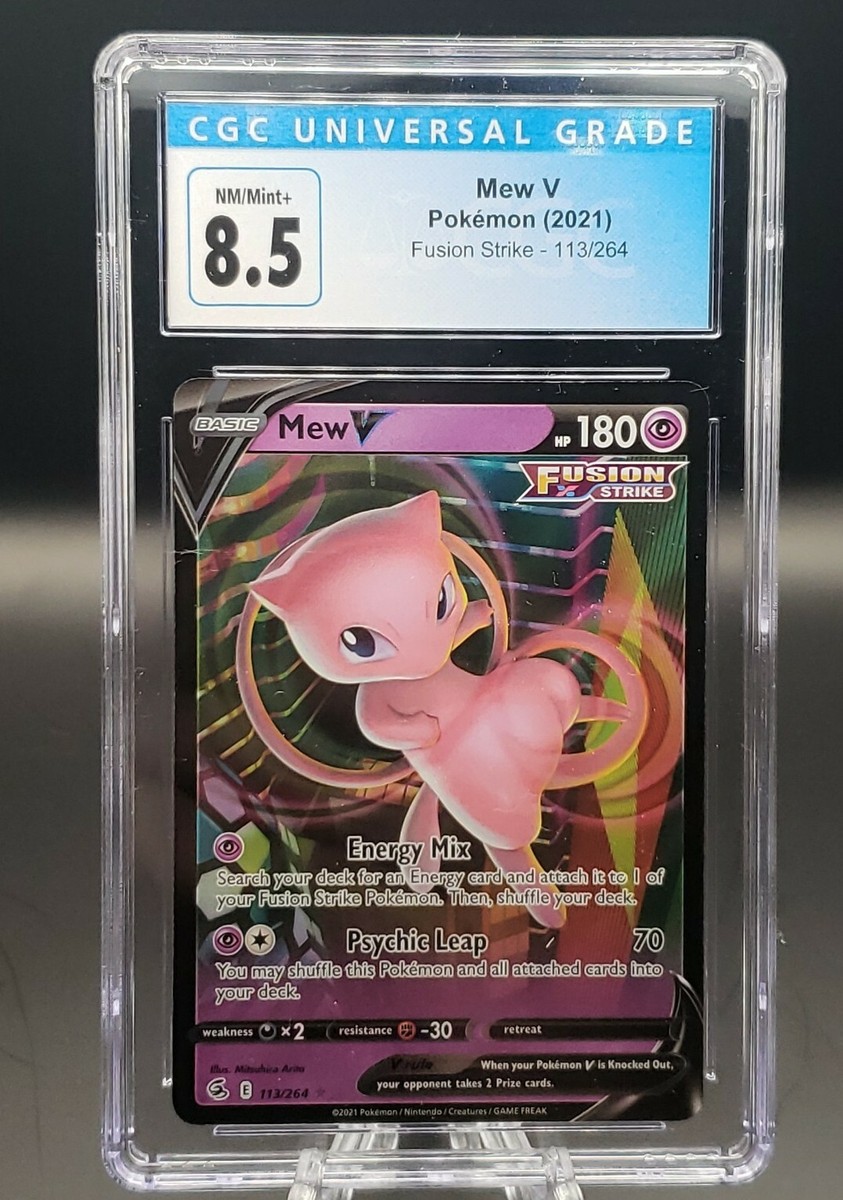 CGC UNIVERSAL GRADE
NM/Mint+
8.5
Mew V
Pokémon (2021)
Fusion Strike - 113/264
BASIC
Mew V
HP 180
FUSION
STRIKE
Energy Mix
Search your deck for an Energy card and attach it to 1 of
your Fusion Strike Pokémon. Then, shuffle your deck.
Psychic Leap 70
You may shuffle this Pokémon and all attached cards into
your deck.
weakness ×2 resistance -30 retreat
Illus. Mitsuhiro Arita
V rule When your Pokémon V is Knocked Out,
your opponent takes 2 Prize cards.
E 113/264
©2021 Pokémon / Nintendo / Creatures / GAME FREAK